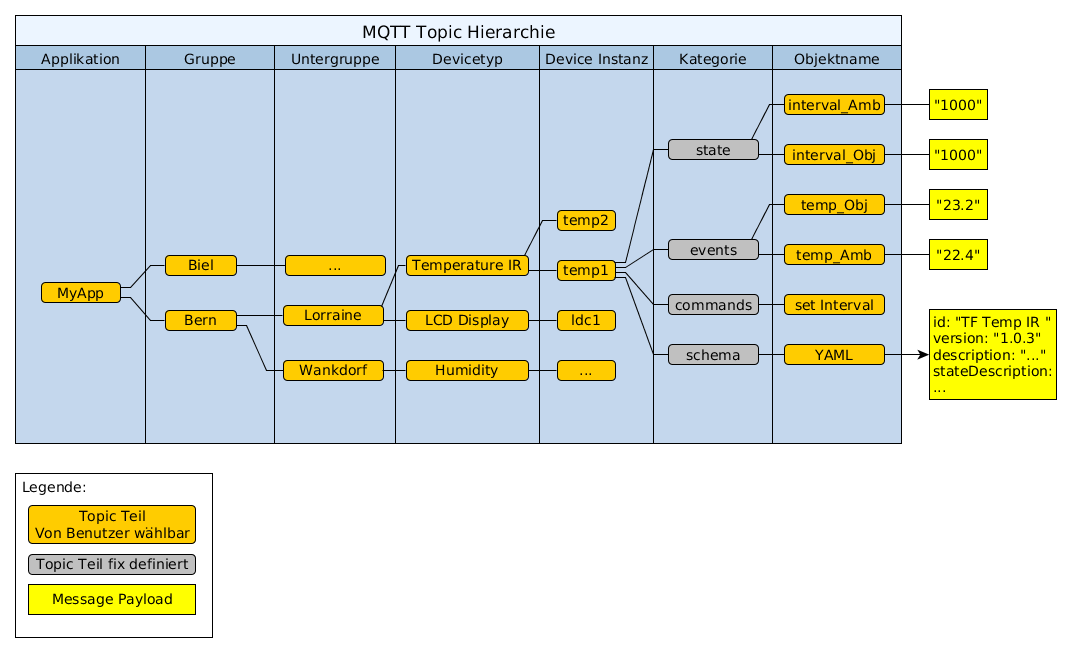 MQTT Topic Hierarchie
Applikation
Gruppe
Untergruppe
Devicetyp
Device Instanz
Kategorie
Objektname
interval_Amb
"1000"
state
interval_Obj
"1000"
temp_Obj
"23.2"
temp2
events
temp_Amb
"22.4"
Biel
...
Temperature IR
temp1
MyApp
commands
set Interval
Bern
Lorraine
LCD Display
ldc1
schema
YAML
id: "TF Temp IR "
version: "1.0.3"
description: "..."
stateDescription:
...
Wankdorf
Humidity
...
Legende:
Topic Teil
Von Benutzer wählbar
Topic Teil fix definiert
Message Payload